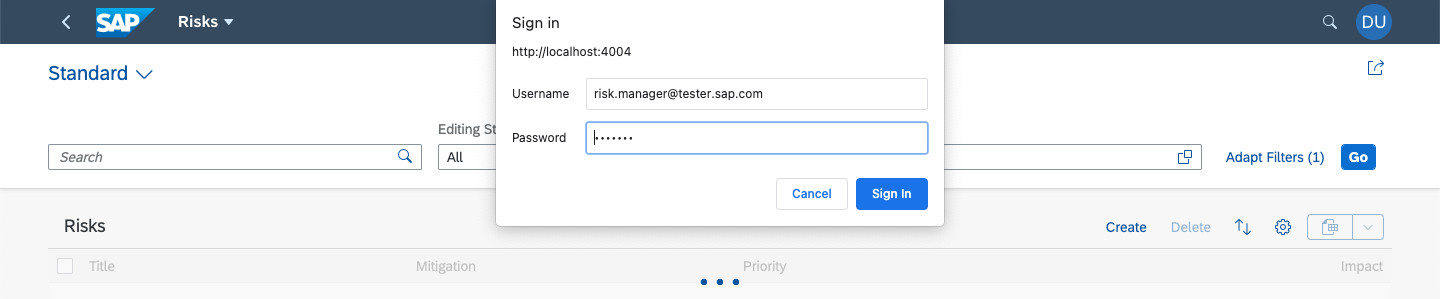 SAP
Risks
DU
Sign in
http://localhost:4004
Username
risk.manager@tester.sap.com
Password
•••••••
Cancel
Sign In
Standard
Editing St
Search
All
Adapt Filters (1)
Go
Risks
Create
Delete
Title
Mitigation
Priority
Impact